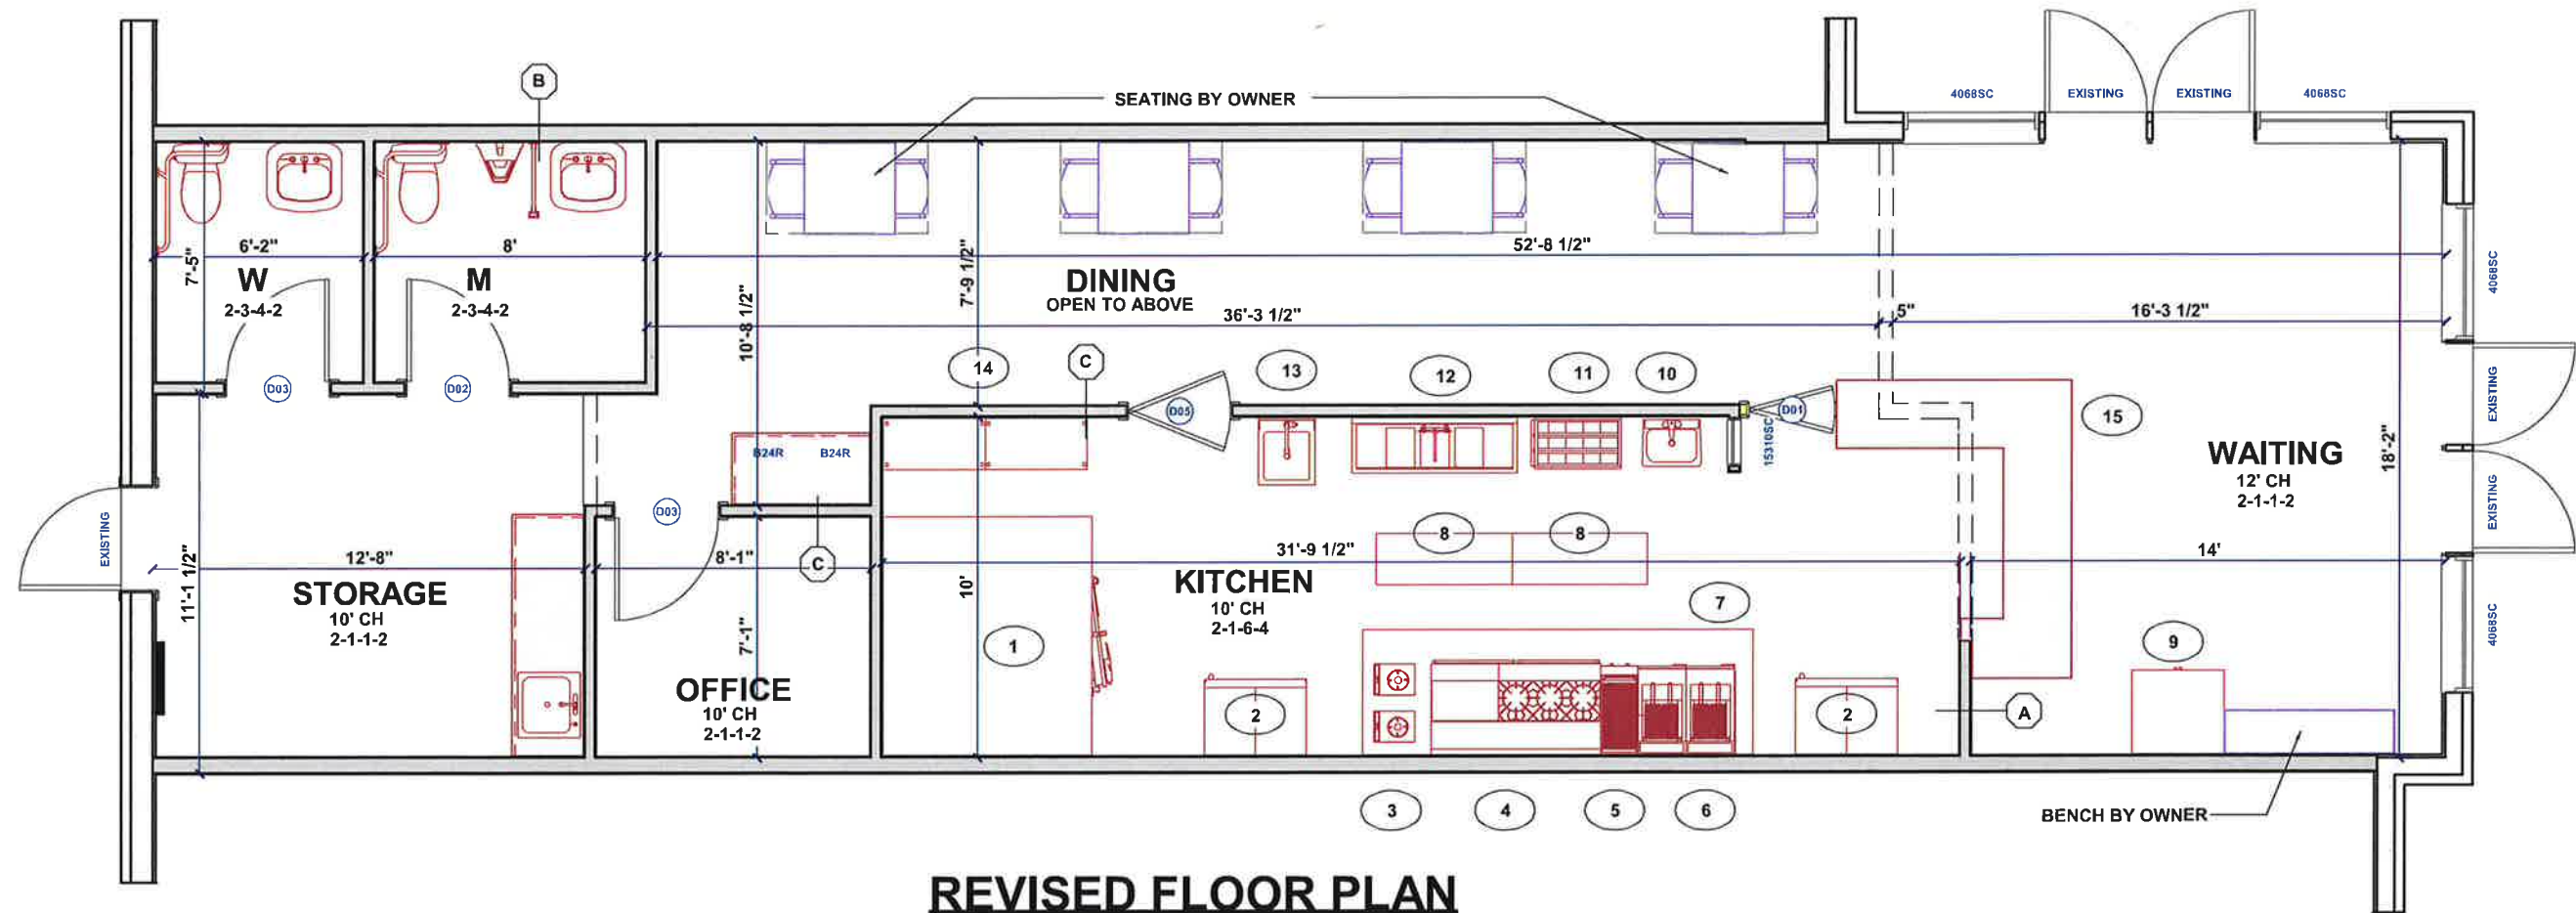 B
SEATING BY OWNER
4068SC
EXISTING
EXISTING
4068SC
6'-2"
7'-5"
W
2-3-4-2
8'
M
2-3-4-2
10'-8 1/2"
7'-9 1/2"
52'-8 1/2"
DINING
OPEN TO ABOVE
36'-3 1/2"
5"
16'-3 1/2"
4068SC
D03
D02
14
C
D05
13
12
11
10
D01
15310SC
15
EXISTING
WAITING
12' CH
2-1-1-2
18'-2"
B24R
B24R
D03
C
EXISTING
EXISTING
11'-1 1/2"
12'-8"
STORAGE
10' CH
2-1-1-2
8'-1"
7'-1"
OFFICE
10' CH
2-1-1-2
10'
31'-9 1/2"
KITCHEN
10' CH
2-1-6-4
8
8
7
14'
1
2
2
A
9
4068SC
3
4
5
6
BENCH BY OWNER
REVISED FLOOR PLAN